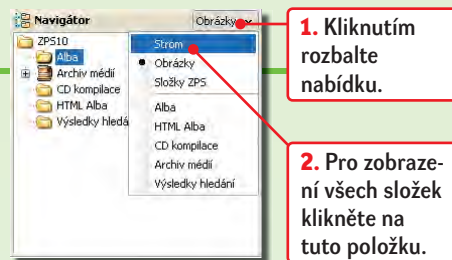 Navigátor
Obrázky
ZPS10
Alba
Archiv médií
CD kompilace
HTML Alba
Výsledky hledá
Strom
Obrázky
Složky ZPS
Alba
HTML Alba
CD kompilace
Archiv médií
Výsledky hledání
1. Kliknutím
rozbalte
nabídku.
2. Pro zobraze-
ní všech složek
klikněte na
tuto položku.